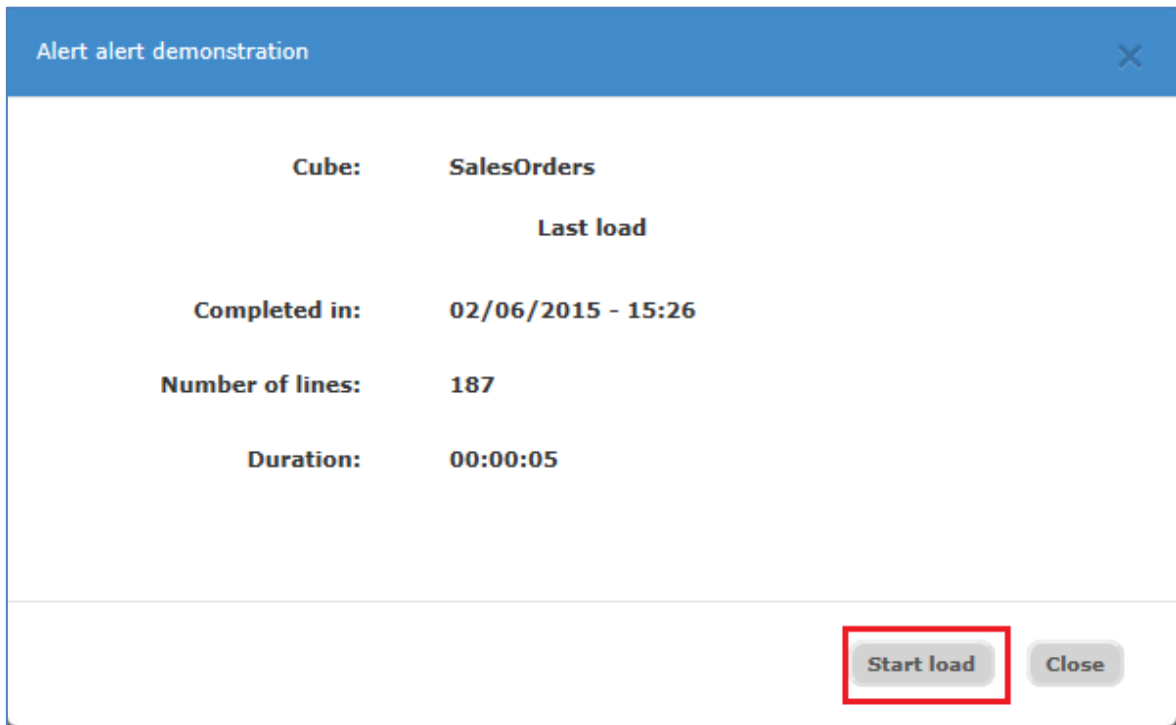 Alert alert demonstration
Cube: SalesOrders
Last load
Completed in: 02/06/2015 - 15:26
Number of lines: 187
Duration: 00:00:05
Start load Close